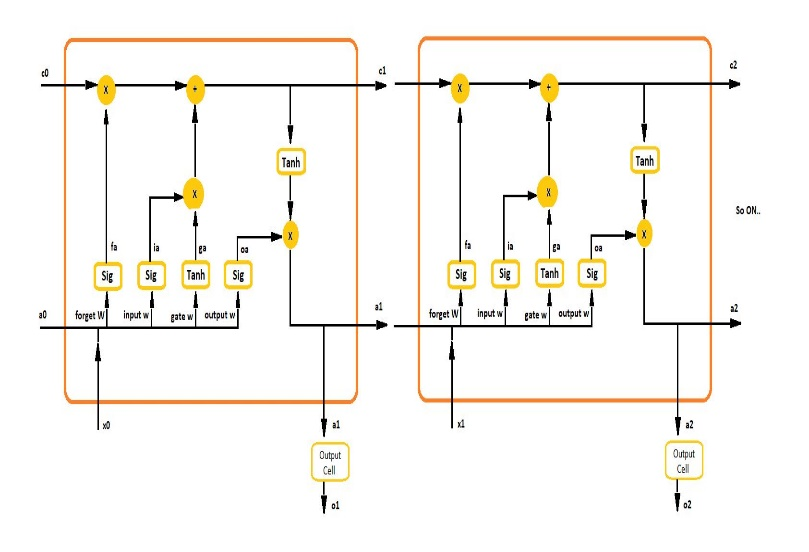 c0
x
+
c1
Tanh
x
x
fa
ia
ga
oa
Sig
Sig
Tanh
Sig
a0
forget W
input w
gate w
output w
a1
x0
a1
Output
Cell
o1
x
+
c2
Tanh
x
x
So ON..
fa
ia
ga
oa
Sig
Sig
Tanh
Sig
forget W
input w
gate w
output w
a2
x1
a2
Output
Cell
o2